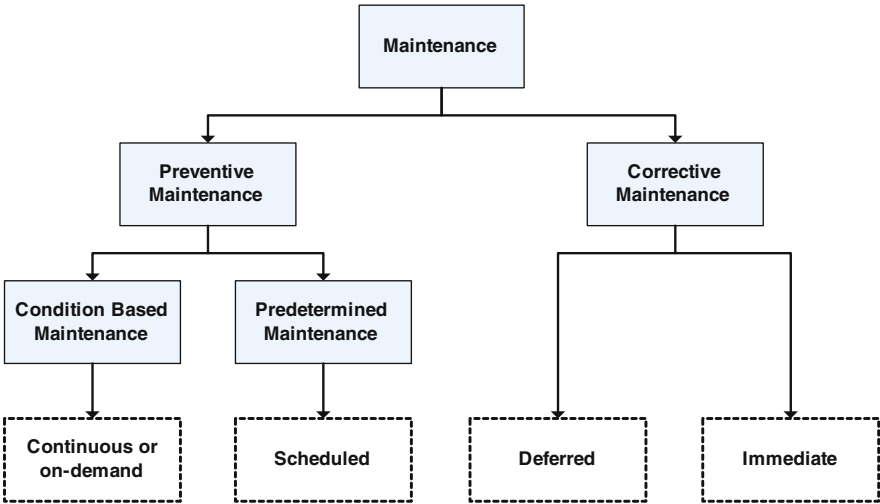 Maintenance
Preventive
Maintenance
Corrective
Maintenance
Condition Based
Maintenance
Predetermined
Maintenance
Continuous or
on-demand
Scheduled
Deferred
Immediate